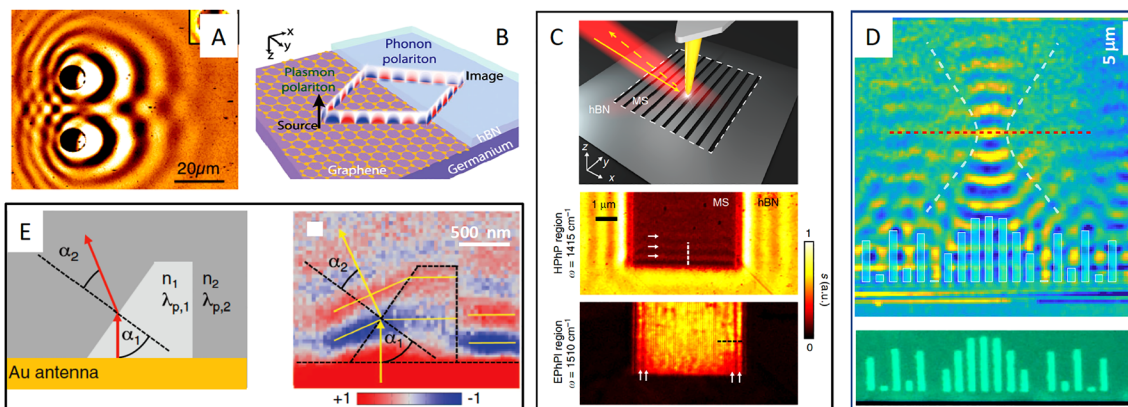 A
20μm
B
x
y
z
Phonon
polariton
Plasmon
polariton
Image
Source
hBN
Graphene
Germanium
C
hBN
MS
z
y
x
1 μm
MS
hBN
HPhP region
ω = 1415 cm⁻¹
EPhPl region
ω = 1510 cm⁻¹
1
s (a.u)
0
D
5 μm
E
α₂
n₁
n₂
λp,1
λp,2
α₁
Au antenna
500 nm
α₂
α₁
+1
-1